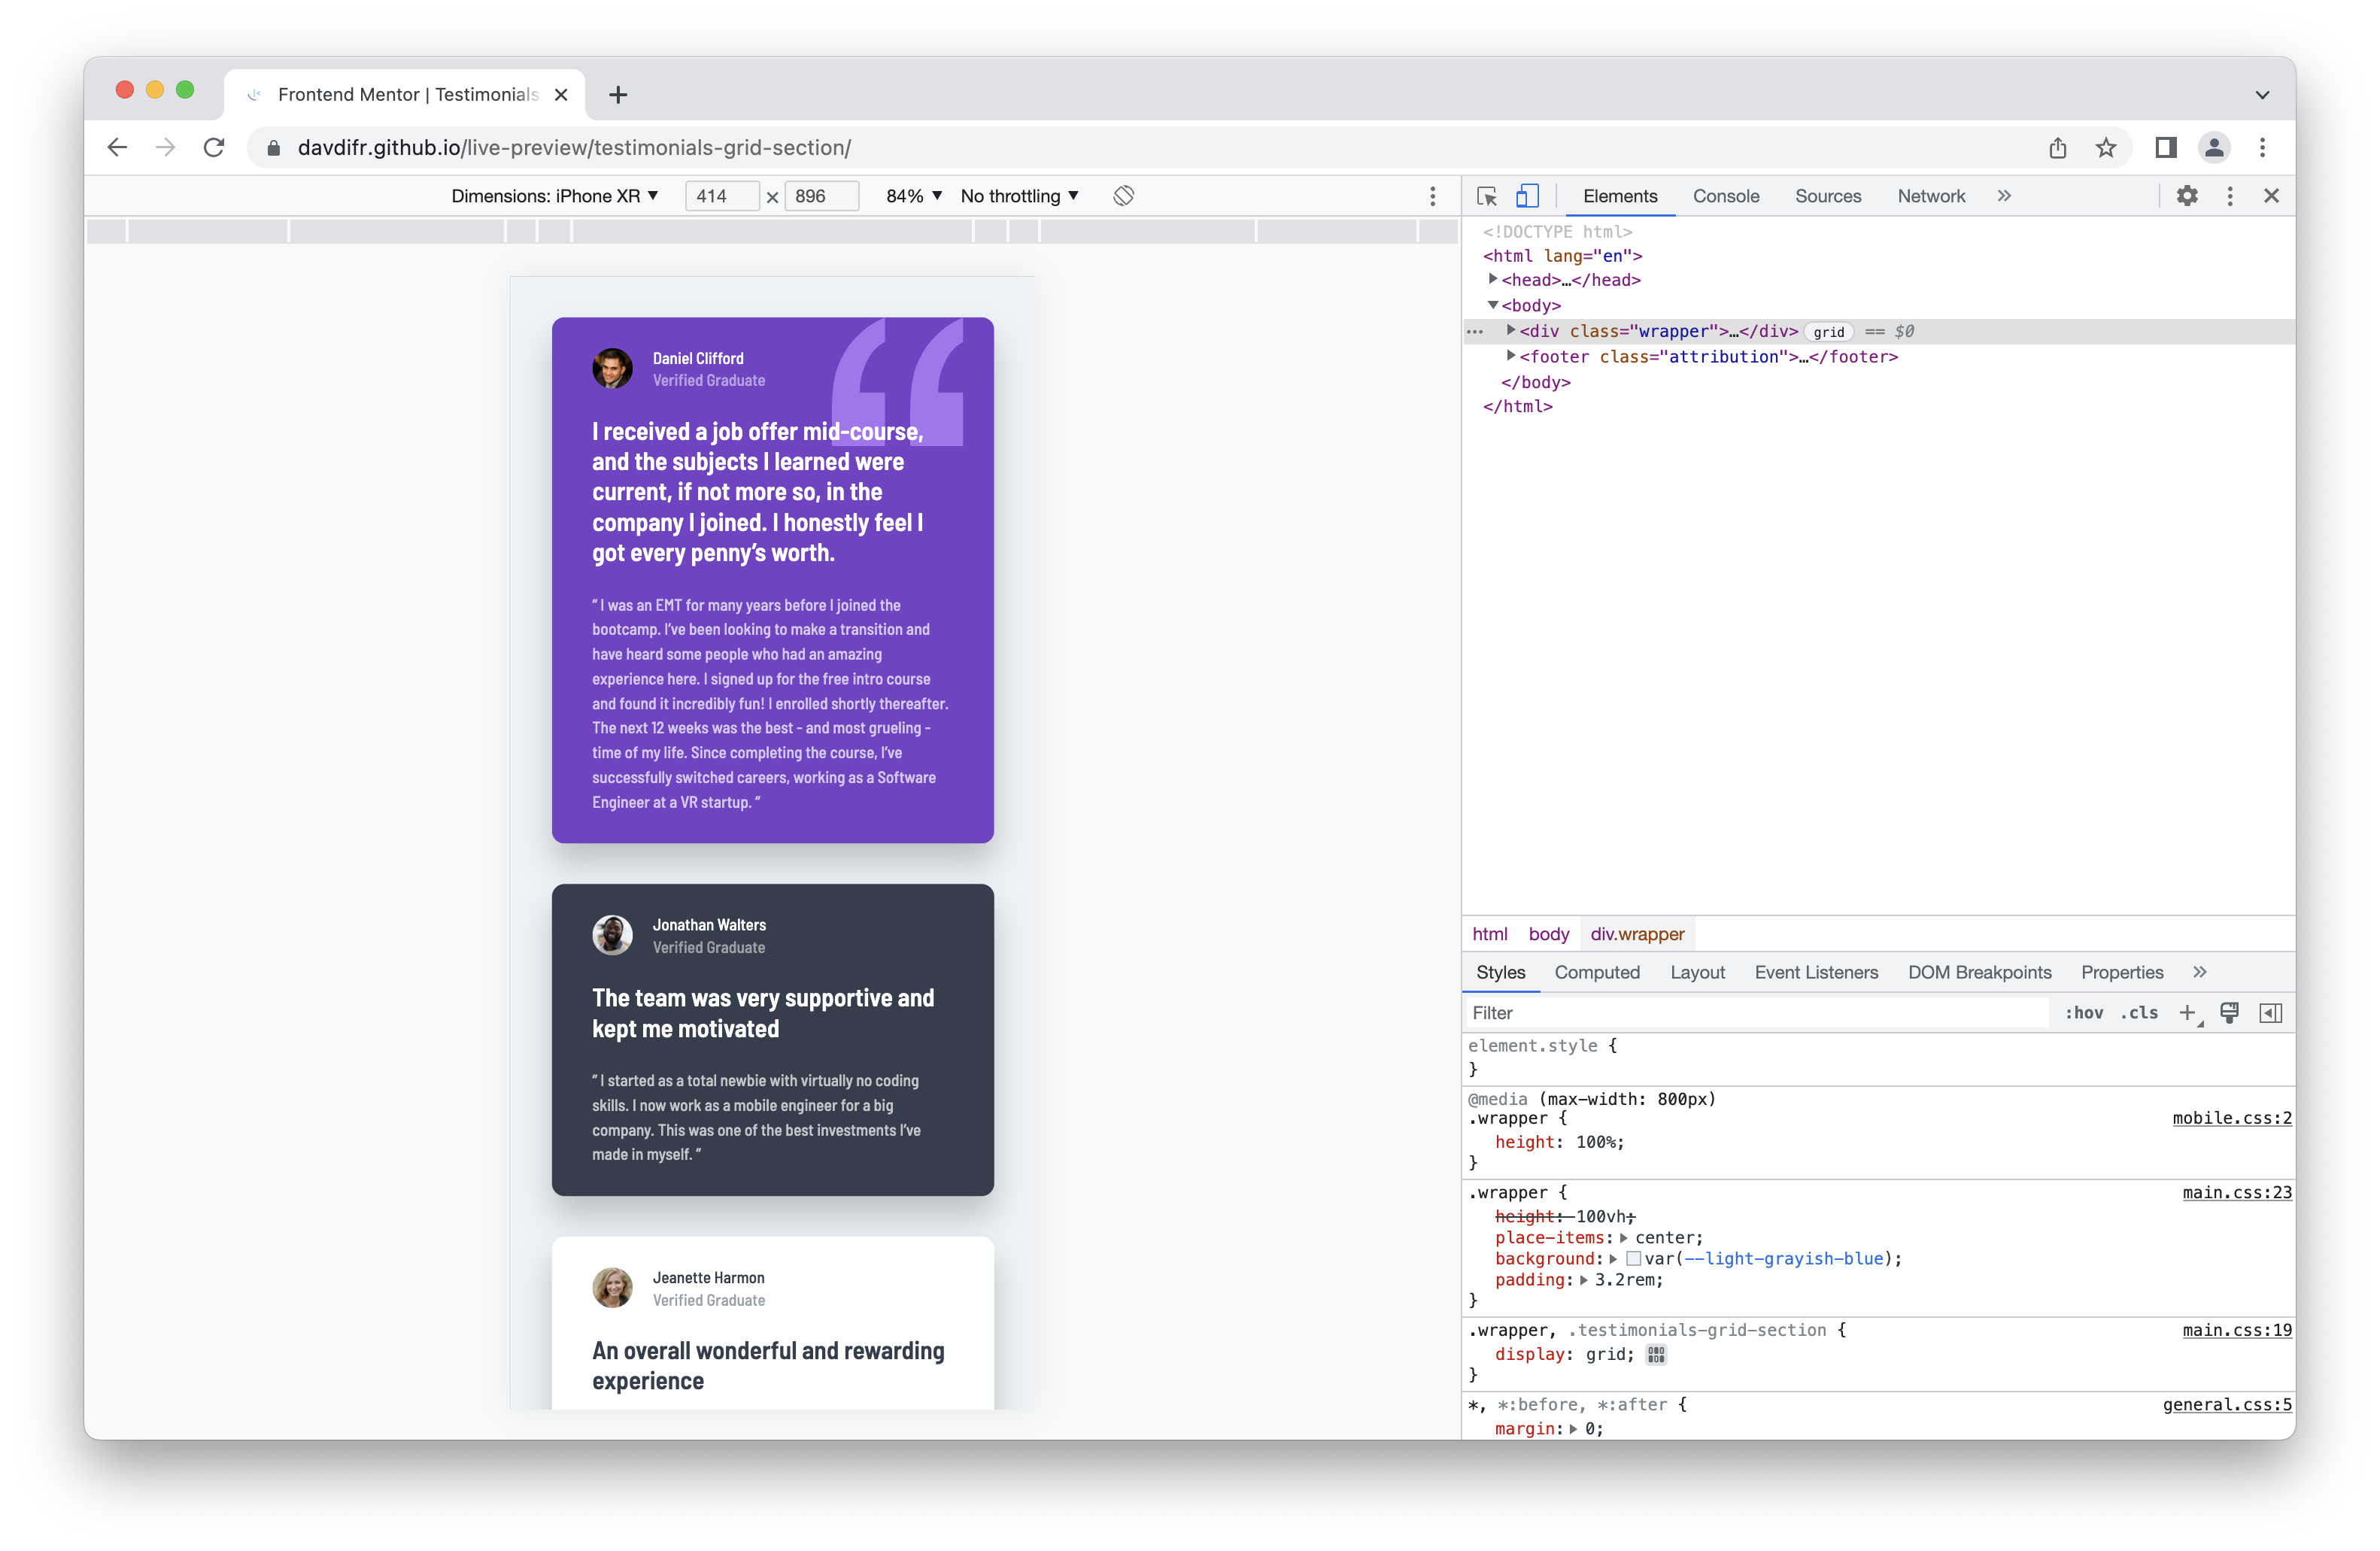 Frontend Mentor | Testimonials
davdifr.github.io/live-preview/testimonials-grid-section/
Dimensions: iPhone XR ▼ 414 × 896 84% ▼ No throttling ▼
Elements Console Sources Network »
<!DOCTYPE html>
<html lang="en">
<head>…</head>
<body>
<div class="wrapper">…</div> grid == $0
<footer class="attribution">…</footer>
</body>
</html>
Daniel Clifford
Verified Graduate
I received a job offer mid-course,
and the subjects I learned were
current, if not more so, in the
company I joined. I honestly feel I
got every penny’s worth.
“ I was an EMT for many years before I joined the
bootcamp. I’ve been looking to make a transition and
have heard some people who had an amazing
experience here. I signed up for the free intro course
and found it incredibly fun! I enrolled shortly thereafter.
The next 12 weeks was the best - and most grueling -
time of my life. Since completing the course, I’ve
successfully switched careers, working as a Software
Engineer at a VR startup. ”
Jonathan Walters
Verified Graduate
The team was very supportive and
kept me motivated
“ I started as a total newbie with virtually no coding
skills. I now work as a mobile engineer for a big
company. This was one of the best investments I’ve
made in myself. ”
Jeanette Harmon
Verified Graduate
An overall wonderful and rewarding
experience
html body div.wrapper
Styles Computed Layout Event Listeners DOM Breakpoints Properties »
Filter :hov .cls
element.style {
}
@media (max-width: 800px)
.wrapper { mobile.css:2
height: 100%;
}
.wrapper { main.css:23
height: 100vh;
place-items: center;
background: var(--light-grayish-blue);
padding: 3.2rem;
}
.wrapper, .testimonials-grid-section { main.css:19
display: grid;
}
*, *:before, *:after { general.css:5
margin: 0;